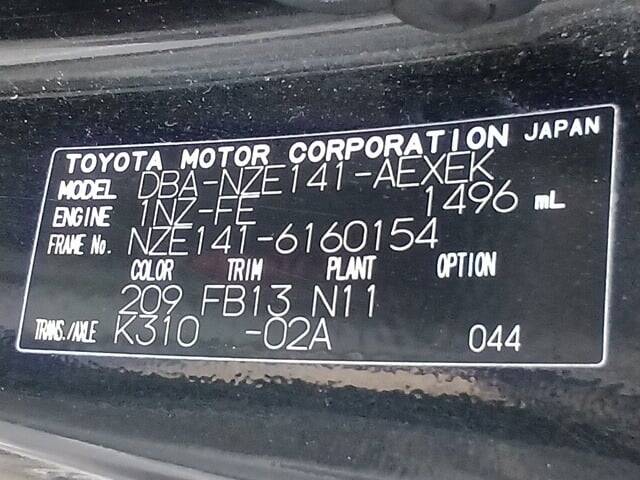 TOYOTA MOTOR CORPORATION JAPAN
MODEL DBA-NZE141-AEXEK
ENGINE 1NZ-FE 1496 mL
FRAME No. NZE141-6160154
COLOR TRIM PLANT OPTION
209 FB13 N11
TRANS./AXLE K310 -02A 044